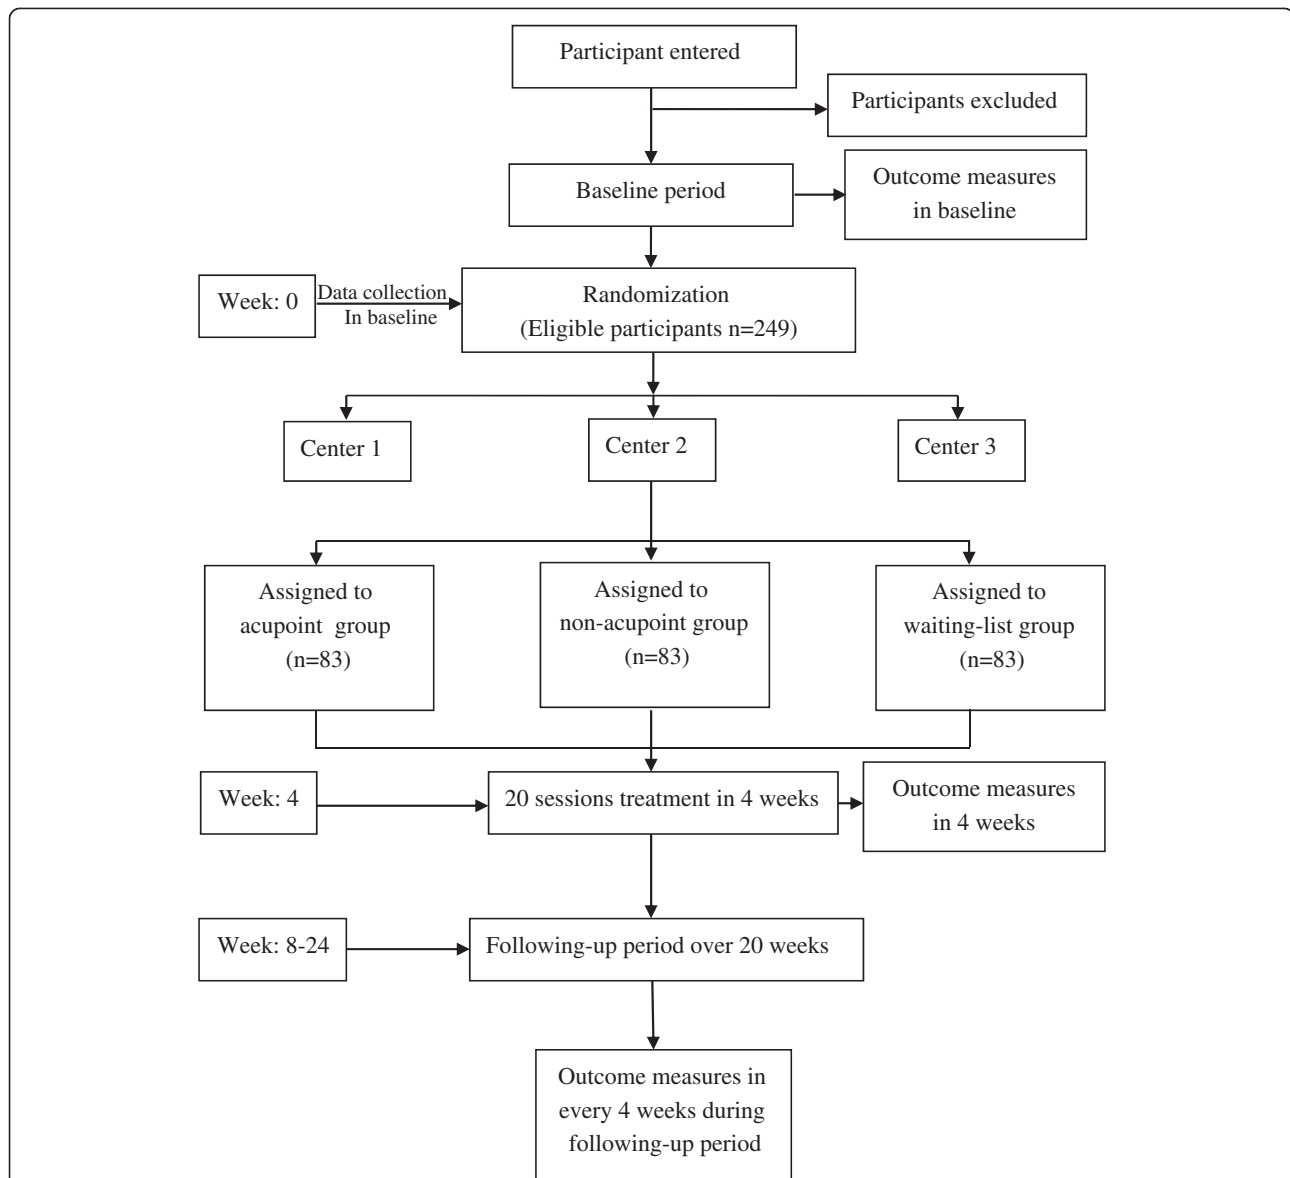 Participant entered
Participants excluded
Baseline period
Outcome measures
in baseline
Week: 0
Data collection
In baseline
Randomization
(Eligible participants n=249)
Center 1
Center 2
Center 3
Assigned to
acupoint group
(n=83)
Assigned to
non-acupoint group
(n=83)
Assigned to
waiting-list group
(n=83)
Week: 4
20 sessions treatment in 4 weeks
Outcome measures
in 4 weeks
Week: 8-24
Following-up period over 20 weeks
Outcome measures in
every 4 weeks during
following-up period